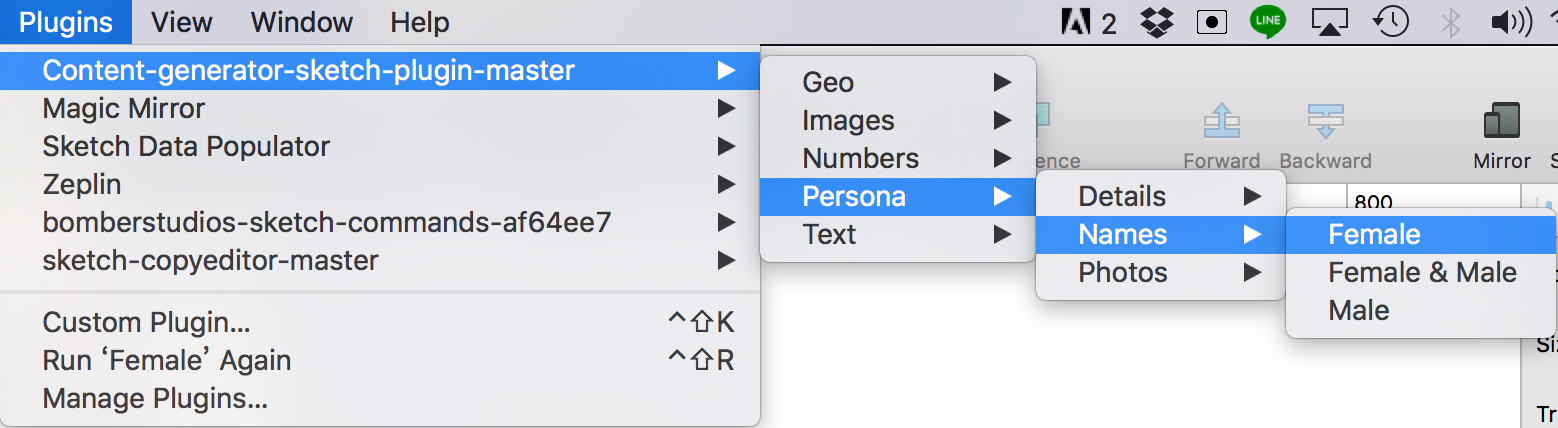 Plugins View Window Help 2 LINE
Content-generator-sketch-plugin-master
Magic Mirror
Sketch Data Populator
Zeplin
bomberstudios-sketch-commands-af64ee7
sketch-copyeditor-master
Custom Plugin... ^⇧K
Run ‘Female’ Again ^⇧R
Manage Plugins...
Geo
Images
Numbers
Persona
Text
Details
Names
Photos
Female
Female & Male
Male
ence Forward Backward Mirror S
800
Si
Tr